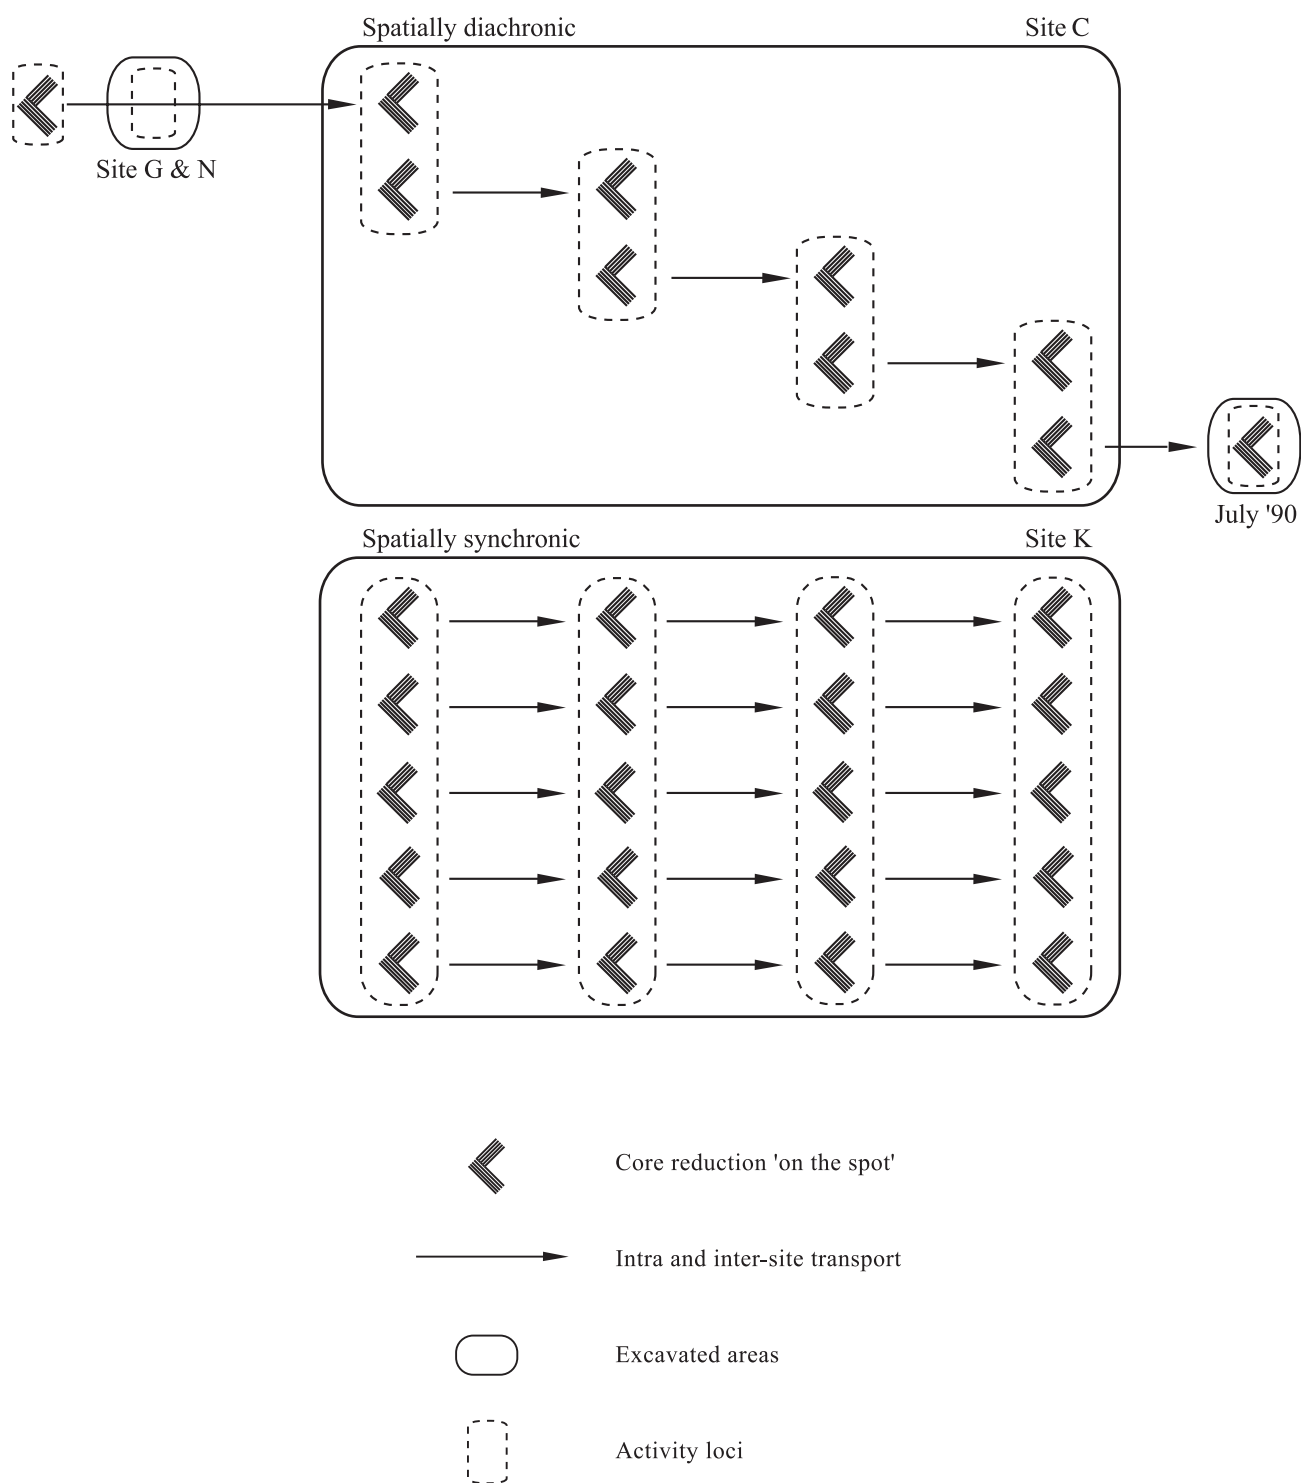 Spatially diachronic
Site C
Site G & N
July '90
Spatially synchronic
Site K
Core reduction 'on the spot'
Intra and inter-site transport
Excavated areas
Activity loci